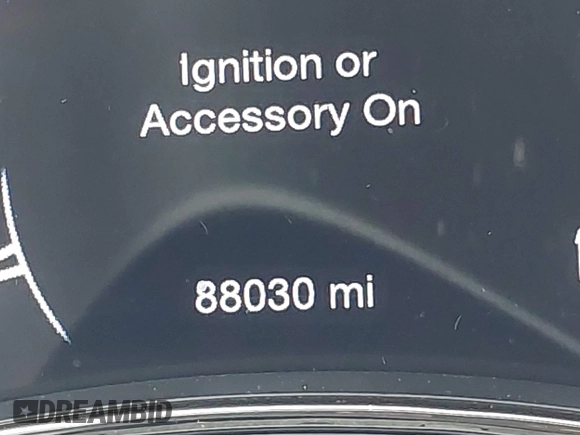 Ignition or
Accessory On
88030 mi
DREAMBID